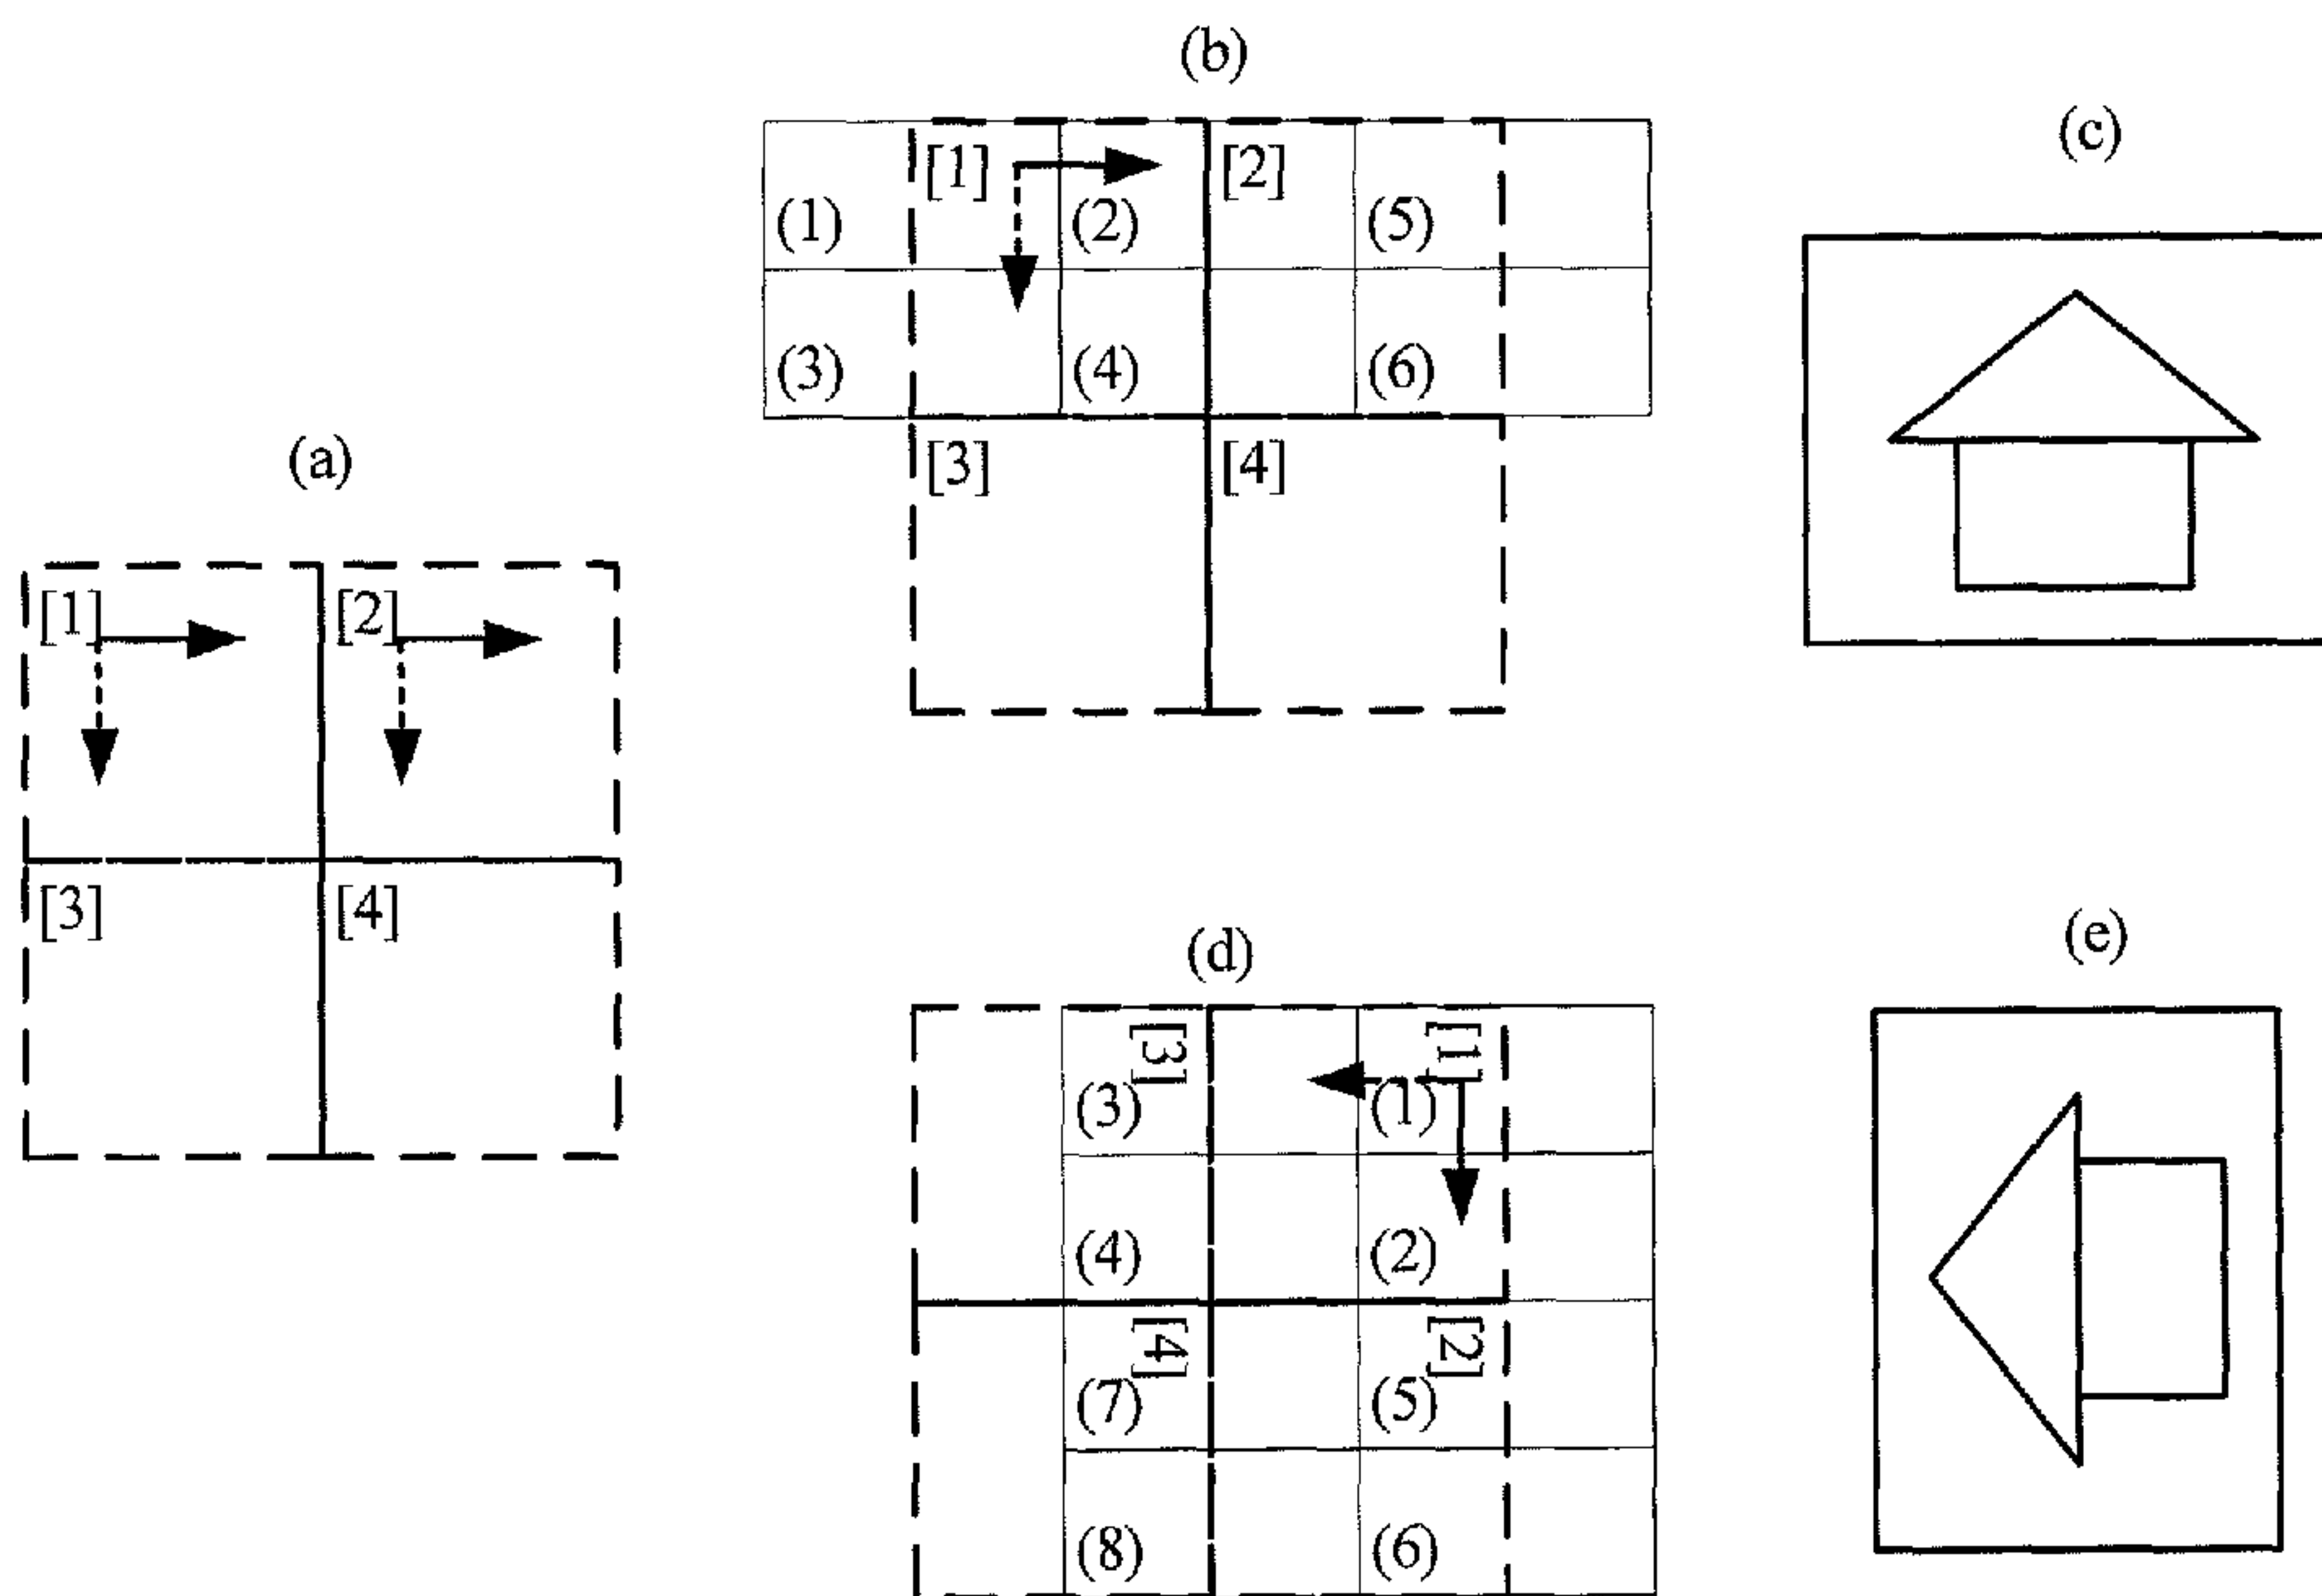 (a)
[1] [2]
[3] [4]
(b)
[1] [2]
(1) (2) (5)
(3) (4) (6)
[3] [4]
(c)
(d)
[3] [1]
(3) (1)
(4) (2)
[4] [2]
(7) (5)
(8) (6)
(e)